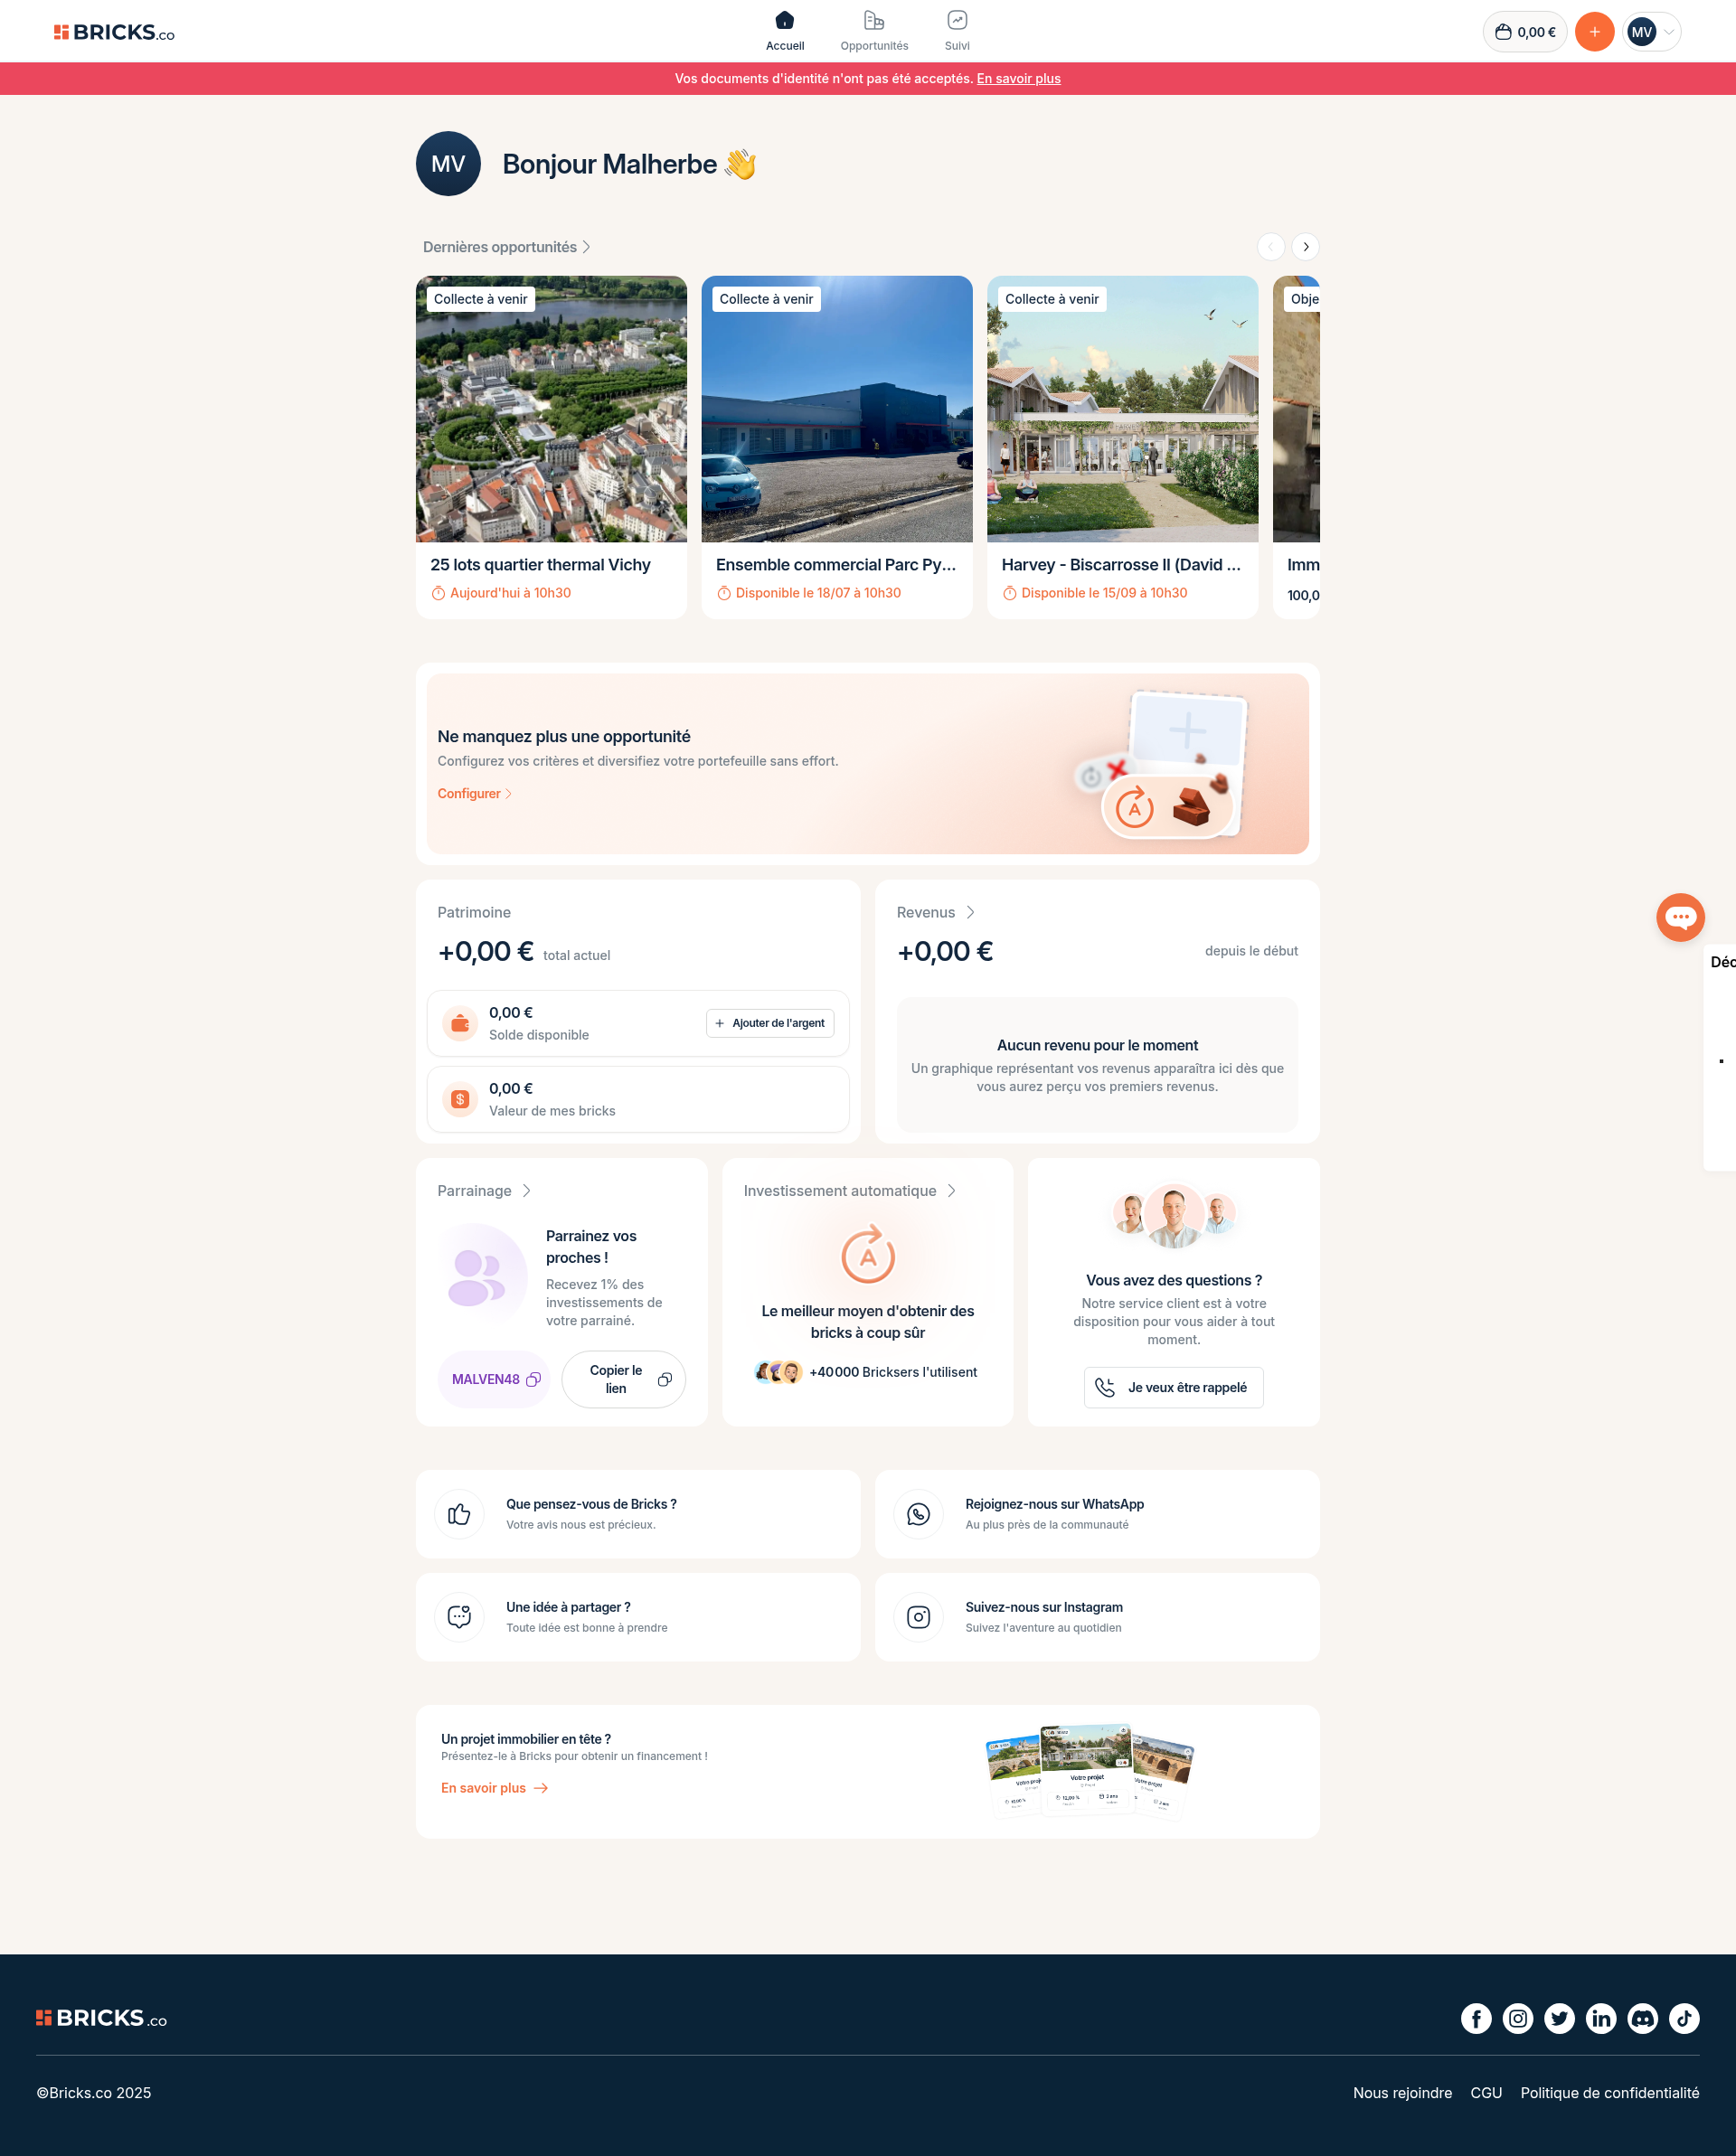 BRICKS.co
Accueil
Opportunités
Suivi
0,00 €
MV
Vos documents d'identité n'ont pas été acceptés. En savoir plus
MV
Bonjour Malherbe
Dernières opportunités
Collecte à venir
Collecte à venir
Collecte à venir
Obje
25 lots quartier thermal Vichy
Ensemble commercial Parc Py...
Harvey - Biscarrosse II (David ...
Imm
Aujourd'hui à 10h30
Disponible le 18/07 à 10h30
Disponible le 15/09 à 10h30
100,0
Ne manquez plus une opportunité
Configurez vos critères et diversifiez votre portefeuille sans effort.
Configurer
A
Patrimoine
+0,00 € total actuel
0,00 €
Solde disponible
Ajouter de l'argent
0,00 €
Valeur de mes bricks
Revenus
+0,00 €
depuis le début
Aucun revenu pour le moment
Un graphique représentant vos revenus apparaîtra ici dès que
vous aurez perçu vos premiers revenus.
Déc
Parrainage
Parrainez vos
proches !
Recevez 1% des
investissements de
votre parrainé.
MALVEN48
Copier le
lien
Investissement automatique
A
Le meilleur moyen d'obtenir des
bricks à coup sûr
+40 000 Bricksers l'utilisent
Vous avez des questions ?
Notre service client est à votre
disposition pour vous aider à tout
moment.
Je veux être rappelé
Que pensez-vous de Bricks ?
Votre avis nous est précieux.
Rejoignez-nous sur WhatsApp
Au plus près de la communauté
Une idée à partager ?
Toute idée est bonne à prendre
Suivez-nous sur Instagram
Suivez l'aventure au quotidien
Un projet immobilier en tête ?
Présentez-le à Bricks pour obtenir un financement !
En savoir plus
Votre projet
12,00 %
2 ans
BRICKS.co
©Bricks.co 2025
Nous rejoindre
CGU
Politique de confidentialité